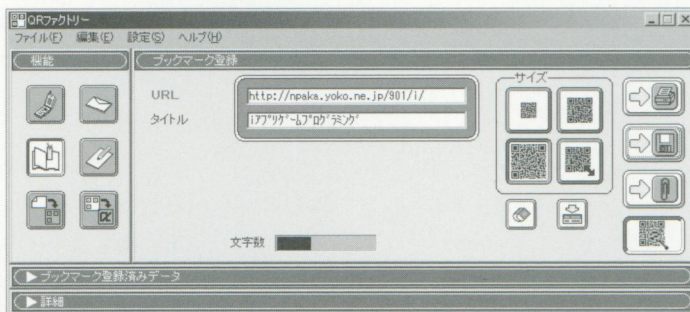 QRファクトリー
ファイル(F) 編集(E) 設定(S) ヘルプ(H)
機能
ブックマーク登録
URL
http://npaka.yoko.ne.jp/901/i/
タイトル
iアプリゲームプログラミング
サイズ
文字数
▶ブックマーク登録済みデータ
▶詳細